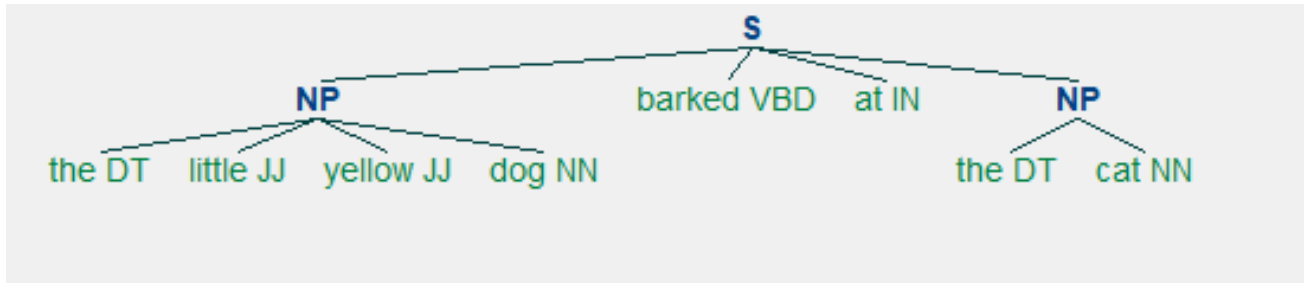 S
NP barked VBD at IN NP
the DT little JJ yellow JJ dog NN the DT cat NN